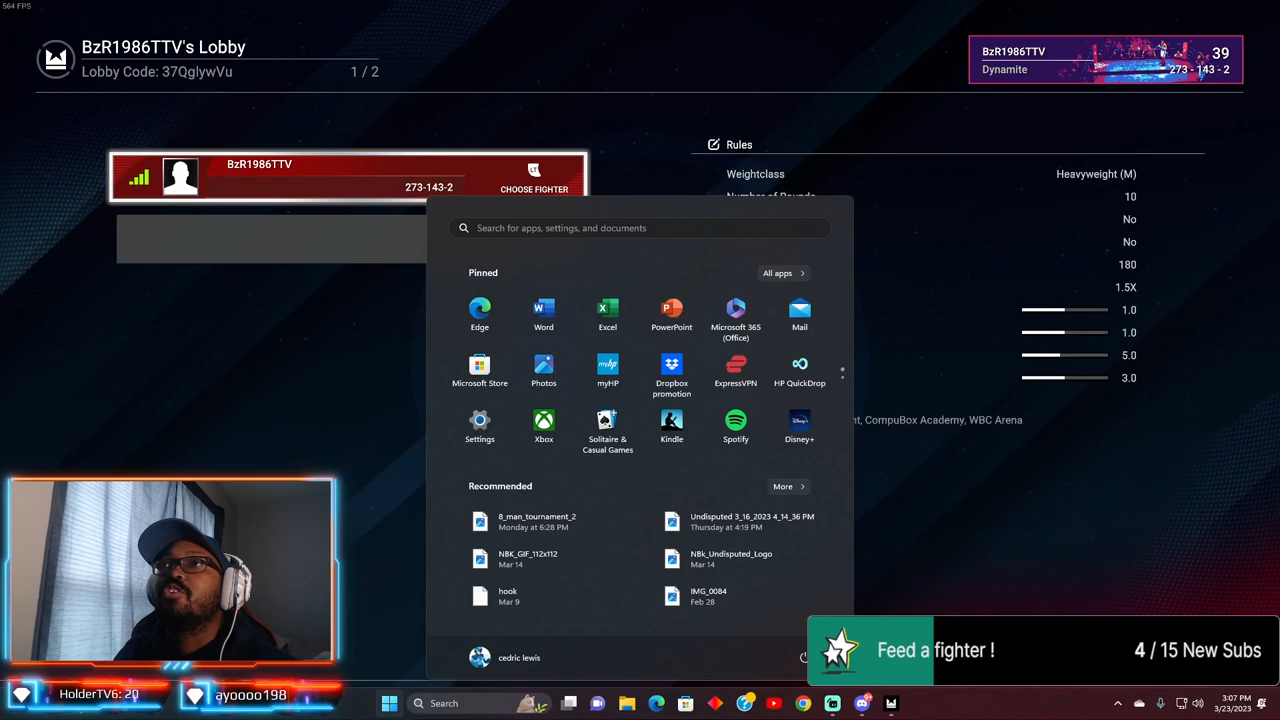 564 FPS
BzR1986TTV's Lobby
Lobby Code: 37QglywVu 1 / 2
BzR1986TTV 39
Dynamite 273 - 143 - 2
BzR1986TTV
273-143-2
LT
CHOOSE FIGHTER
Rules
Weightclass Heavyweight (M)
Number of Rounds 10
No
No
180
1.5X
1.0
1.0
5.0
3.0
nt, CompuBox Academy, WBC Arena
Search for apps, settings, and documents
Pinned All apps
Edge Word Excel PowerPoint Microsoft 365 (Office) Mail
Microsoft Store Photos myHP Dropbox promotion ExpressVPN HP QuickDrop
Settings Xbox Solitaire & Casual Games Kindle Spotify Disney+
Recommended More
8_man_tournament_2
Monday at 6:28 PM
Undisputed 3_16_2023 4_14_36 PM
Thursday at 4:19 PM
NBK_GIF_112x112
Mar 14
NBk_Undisputed_Logo
Mar 14
hook
Mar 9
IMG_0084
Feb 28
cedric lewis
Feed a fighter ! 4 / 15 New Subs
HolderTV6: 20 ayoooo198
Search
3:07 PM
3/23/2023